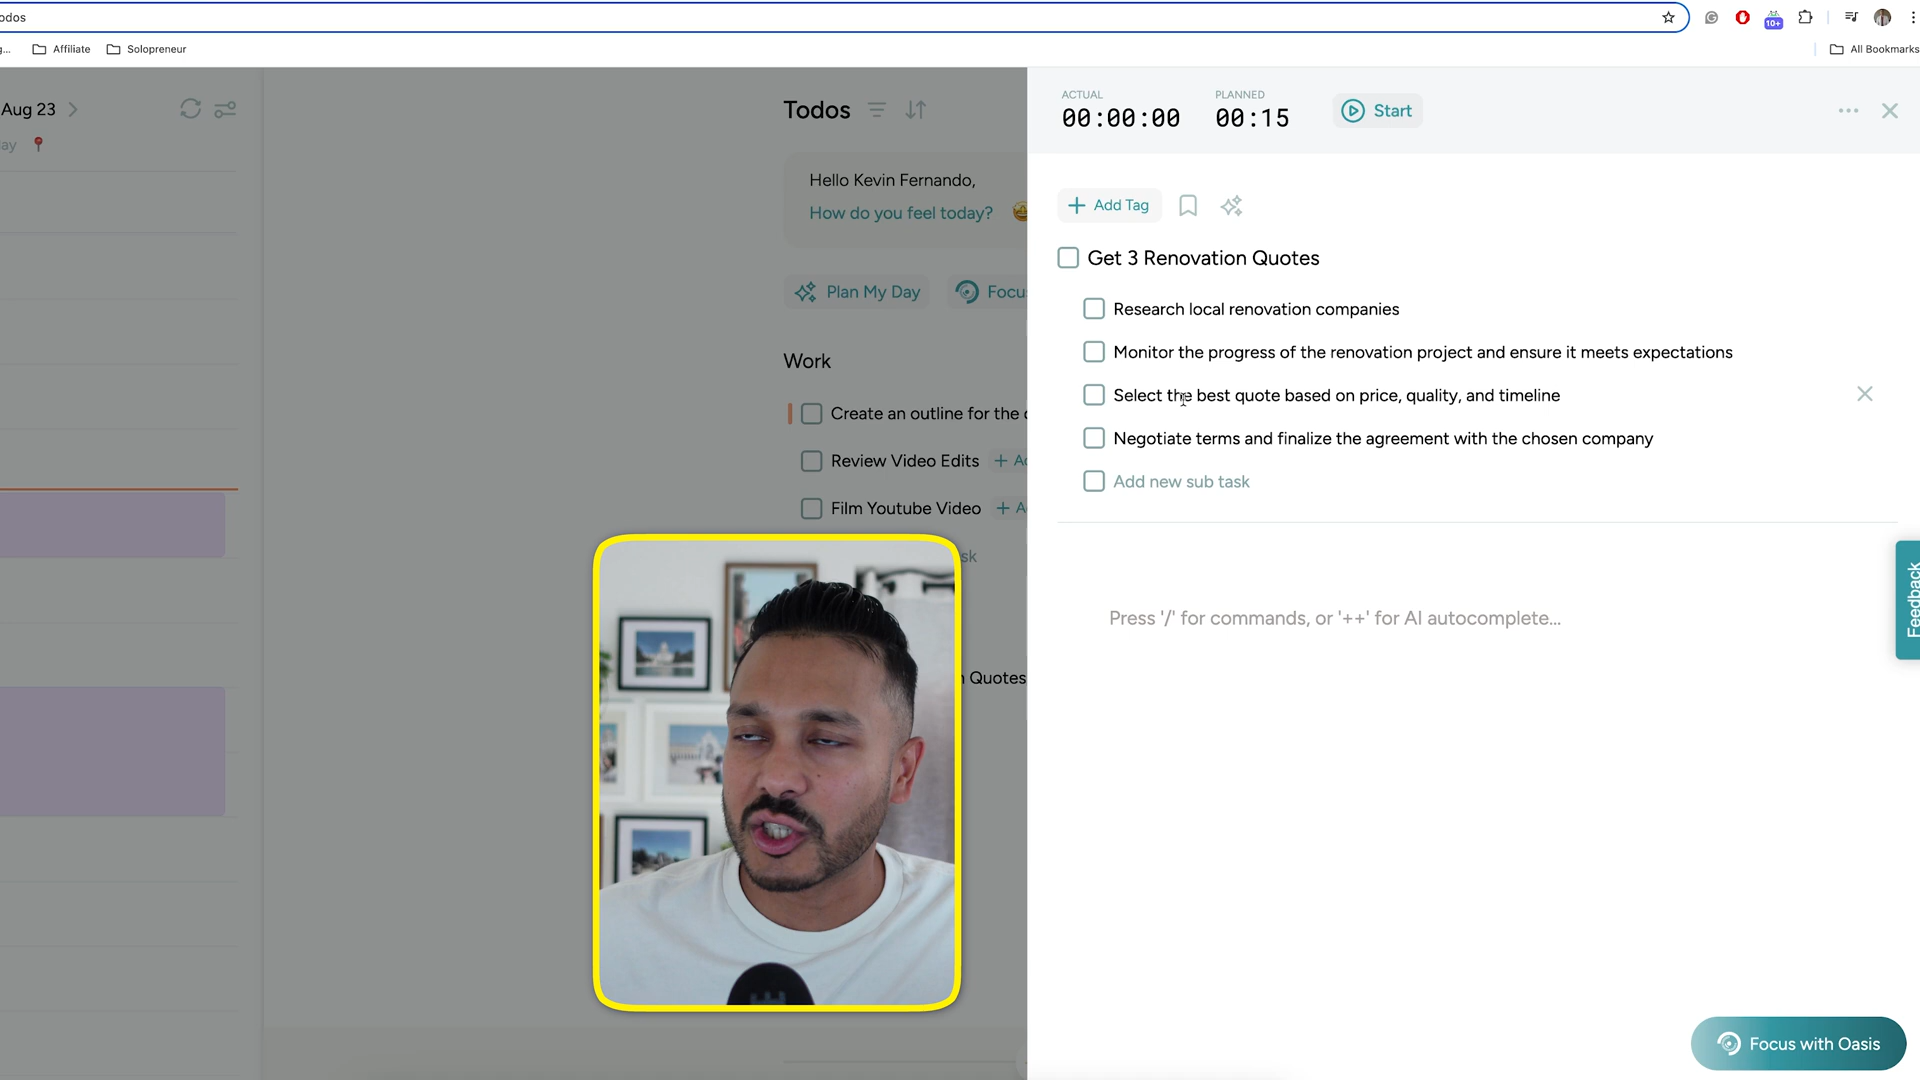 odos
g...
Affiliate
Solopreneur
10+
All Bookmarks
Aug 23
ay
Todos
Hello Kevin Fernando,
How do you feel today?
Plan My Day
Focu
Work
Create an outline for the
Review Video Edits
Film Youtube Video
sk
n Quotes
ACTUAL
00:00:00
PLANNED
00:15
Start
Add Tag
Get 3 Renovation Quotes
Research local renovation companies
Monitor the progress of the renovation project and ensure it meets expectations
Select the best quote based on price, quality, and timeline
Negotiate terms and finalize the agreement with the chosen company
Add new sub task
Press '/' for commands, or '++' for AI autocomplete...
Feedback
Focus with Oasis